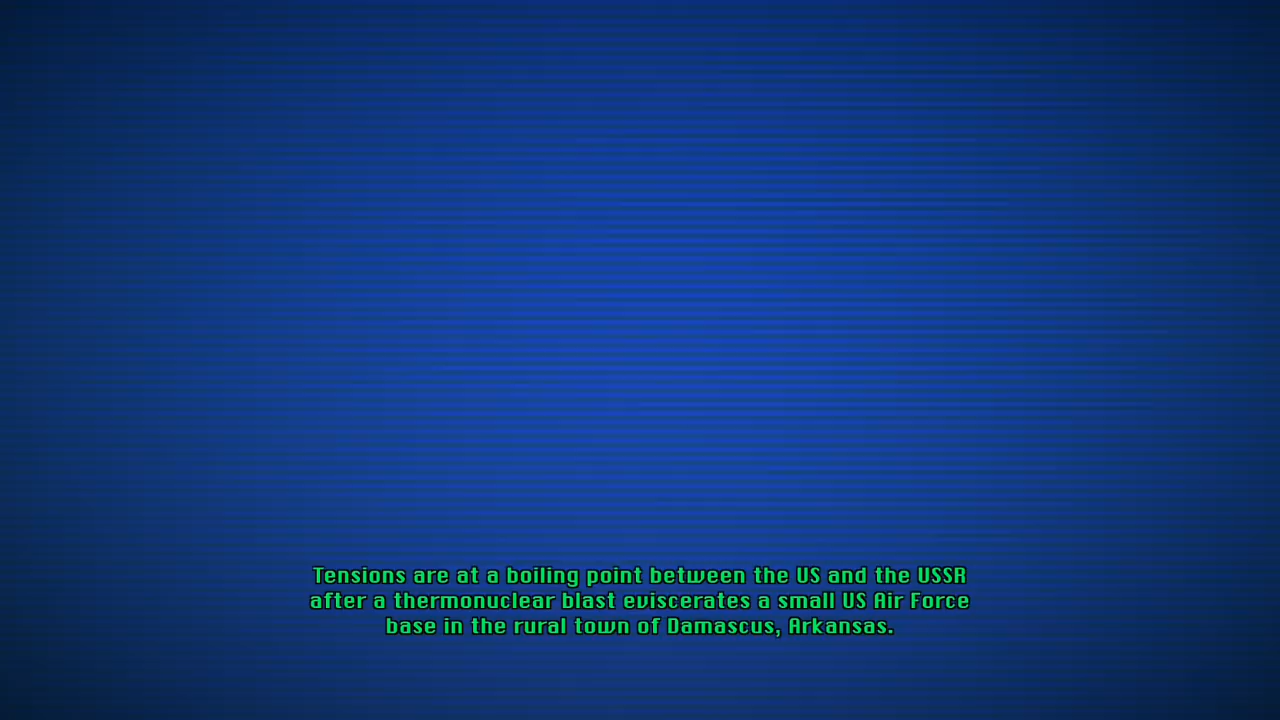 Tensions are at a boiling point between the US and the USSR
after a thermonuclear blast eviscerates a small US Air Force
base in the rural town of Damascus, Arkansas.